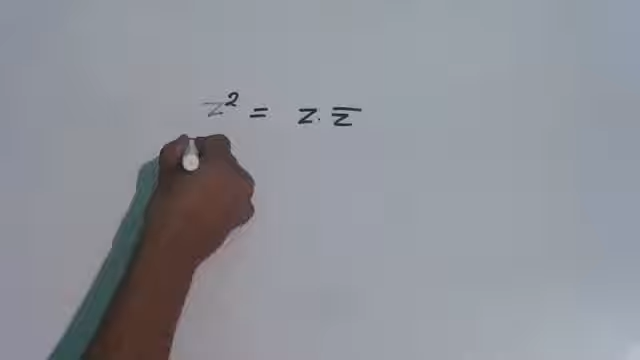 z² = z. z̅